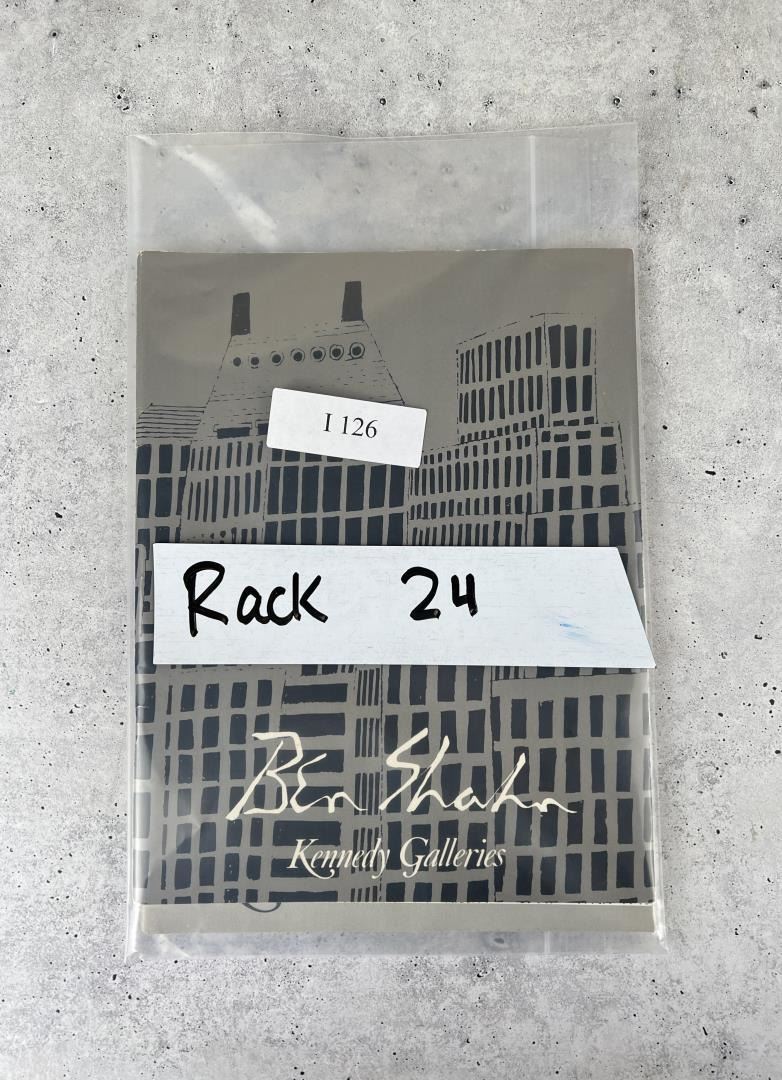 I 126
Rack 24
Ben Shahn
Kennedy Galleries